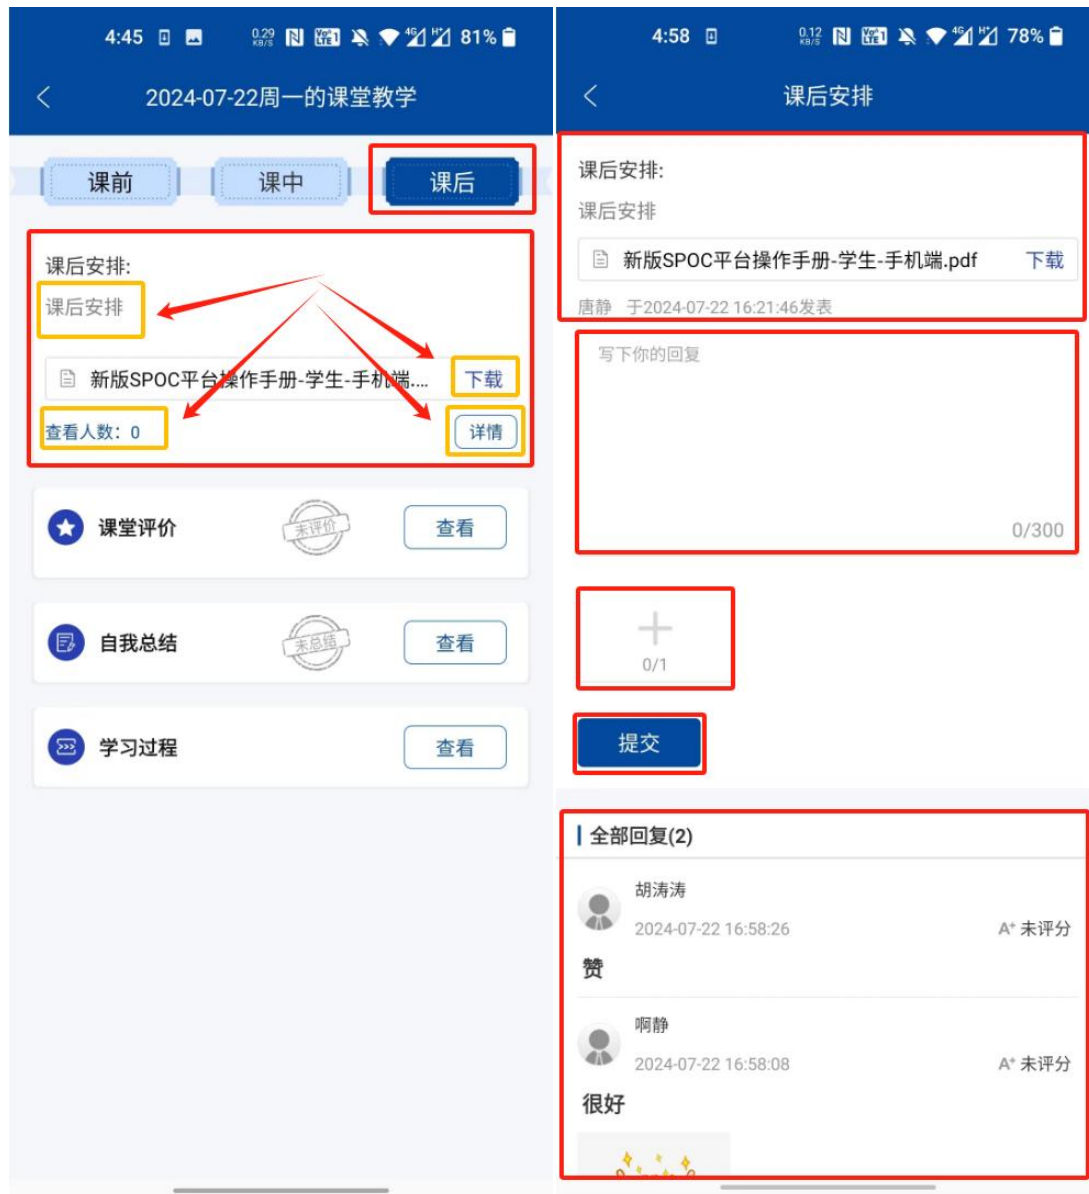 4:45 0.29 KB/S VoLTE1 4G H+ 81%
2024-07-22周一的课堂教学
课前 课中 课后
课后安排:
课后安排
新版SPOC平台操作手册-学生-手机端.... 下载
查看人数：0 详情
课堂评价 未评价 查看
自我总结 未总结 查看
学习过程 查看
4:58 0.12 KB/S VoLTE1 4G H+ 78%
课后安排
课后安排:
课后安排
新版SPOC平台操作手册-学生-手机端.pdf 下载
唐静 于2024-07-22 16:21:46发表
写下你的回复
0/300
0/1
提交
全部回复(2)
胡涛涛
2024-07-22 16:58:26 A+ 未评分
赞
啊静
2024-07-22 16:58:08 A+ 未评分
很好